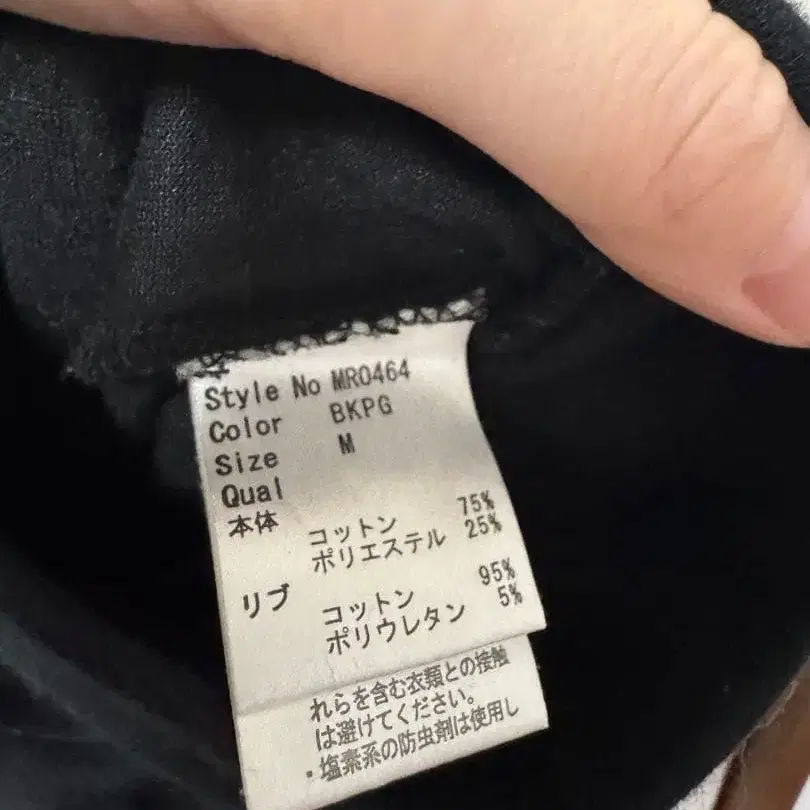 Style No MR0464
Color BKPG
Size M
Qual
本体 コットン 75%
ポリエステル 25%
リブ コットン 95%
ポリウレタン 5%
れらを含む衣類との接触
は避けてください。
・塩素系の防虫剤は使用し